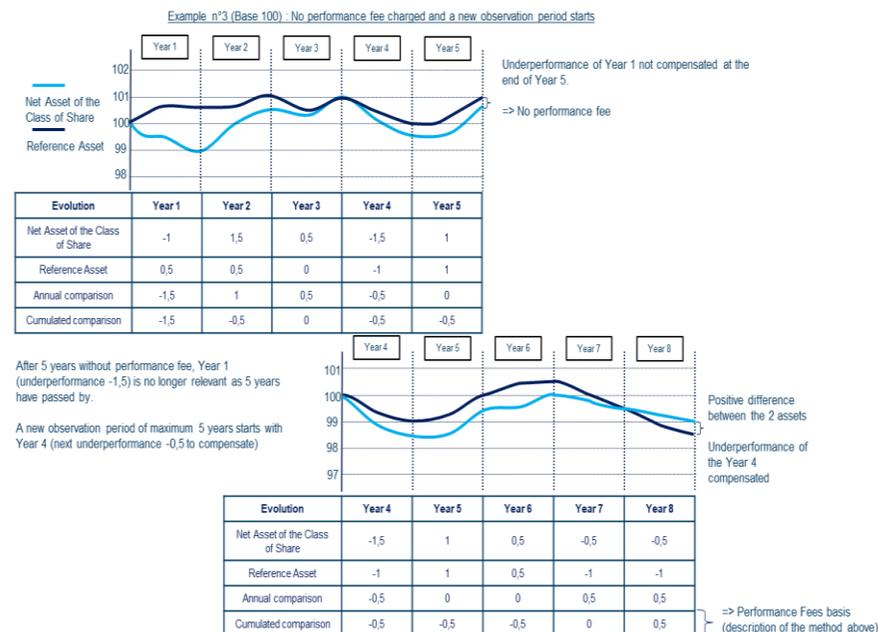 Example n°3 (Base 100) : No performance fee charged and a new observation period starts
Year 1 Year 2 Year 3 Year 4 Year 5
102
101
100
99
98
Net Asset of the
Class of Share
Reference Asset
Underperformance of Year 1 not compensated at the
end of Year 5.
=> No performance fee
Evolution Year 1 Year 2 Year 3 Year 4 Year 5
Net Asset of the Class
of Share -1 1,5 0,5 -1,5 1
Reference Asset 0,5 0,5 0 -1 1
Annual comparison -1,5 1 0,5 -0,5 0
Cumulated comparison -1,5 -0,5 0 -0,5 -0,5
After 5 years without performance fee, Year 1
(underperformance -1,5) is no longer relevant as 5 years
have passed by.
A new observation period of maximum 5 years starts with
Year 4 (next underperformance -0,5 to compensate)
Year 4 Year 5 Year 6 Year 7 Year 8
101
100
99
98
97
Positive difference
between the 2 assets
Underperformance of
the Year 4
compensated
Evolution Year 4 Year 5 Year 6 Year 7 Year 8
Net Asset of the Class
of Share -1,5 1 0,5 -0,5 -0,5
Reference Asset -1 1 0,5 -1 -1
Annual comparison -0,5 0 0 0,5 0,5
Cumulated comparison -0,5 -0,5 -0,5 0 0,5
=> Performance Fees basis
(description of the method above)